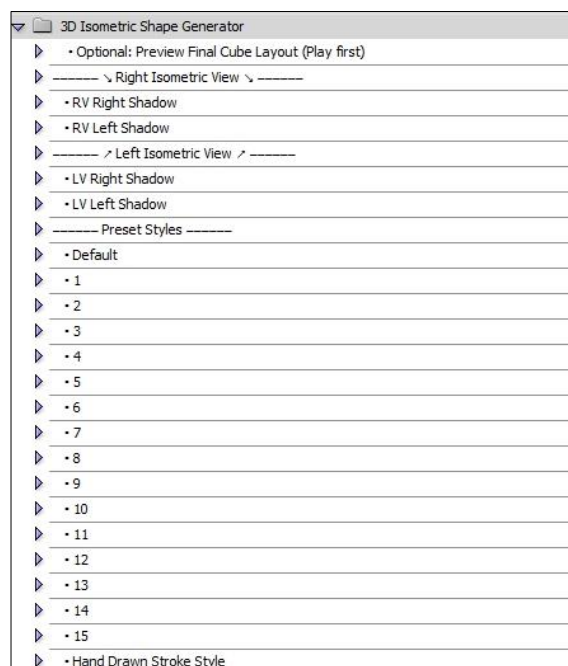 3D Isometric Shape Generator
• Optional: Preview Final Cube Layout (Play first)
------ ↘ Right Isometric View ↘ ------
• RV Right Shadow
• RV Left Shadow
------ ↗ Left Isometric View ↗ ------
• LV Right Shadow
• LV Left Shadow
------ Preset Styles ------
• Default
• 1
• 2
• 3
• 4
• 5
• 6
• 7
• 8
• 9
• 10
• 11
• 12
• 13
• 14
• 15
• Hand Drawn Stroke Style